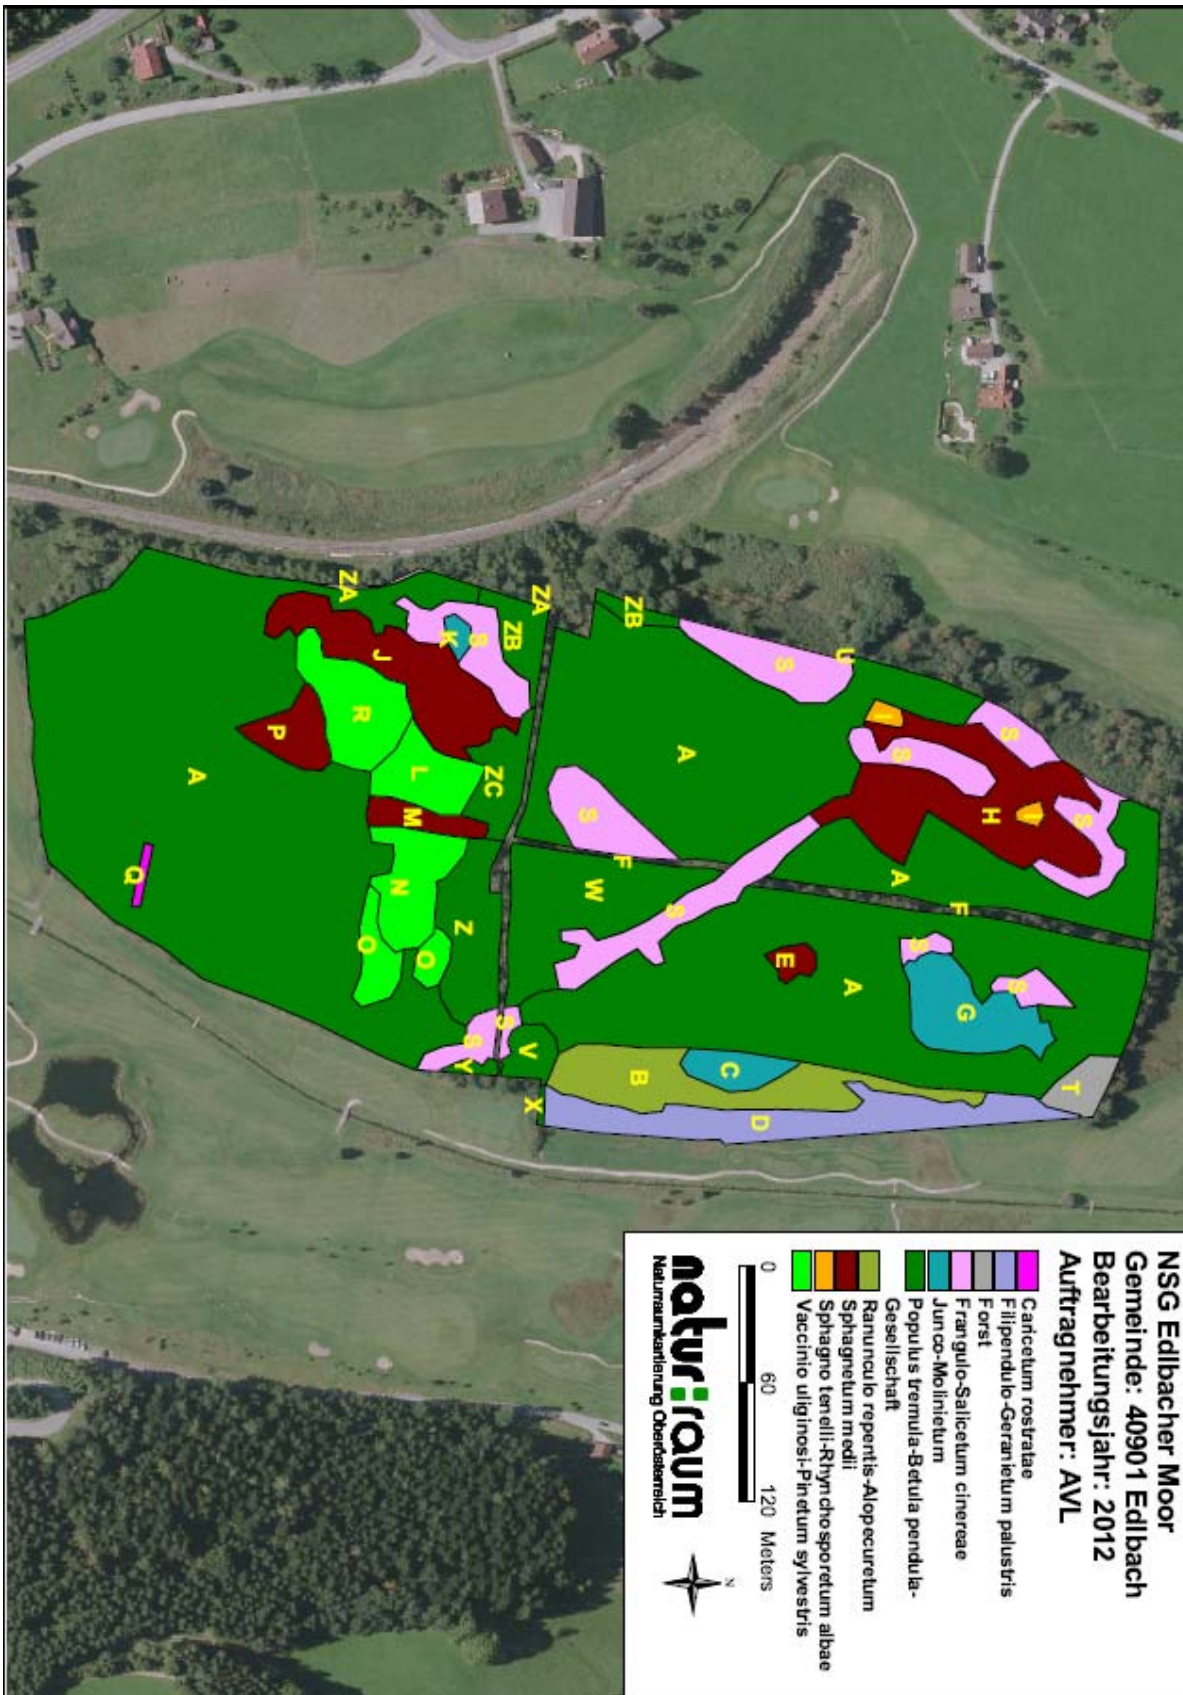 NSG Edlbacher Moor
Gemeinde: 40901 Edlbach
Bearbeitungsjahr: 2012
Auftragnehmer: AVL
Caricetum rostratae
Filipendulo-Geranietum palustris
Forst
Frangulo-Salicetum cinereae
Junco-Molinietum
Populus tremula-Betula pendula-
Gesellschaft
Ranunculo repentis-Alopecuretum
Sphagnetum medii
Sphagno tenelli-Rhynchosporetum albae
Vaccinio uliginosi-Pinetum sylvestris
0 60 120 Meters
natur:raum
Naturraumkartierung Oberösterreich
N
ZA
ZA
ZB
ZB
U
S
K
J
S
I
S
S
R
P
L
ZC
A
A
M
S
H
I
S
Q
N
F
W
A
F
O
Z
O
S
E
A
S
G
S
S
S
Y
V
X
B
C
D
T